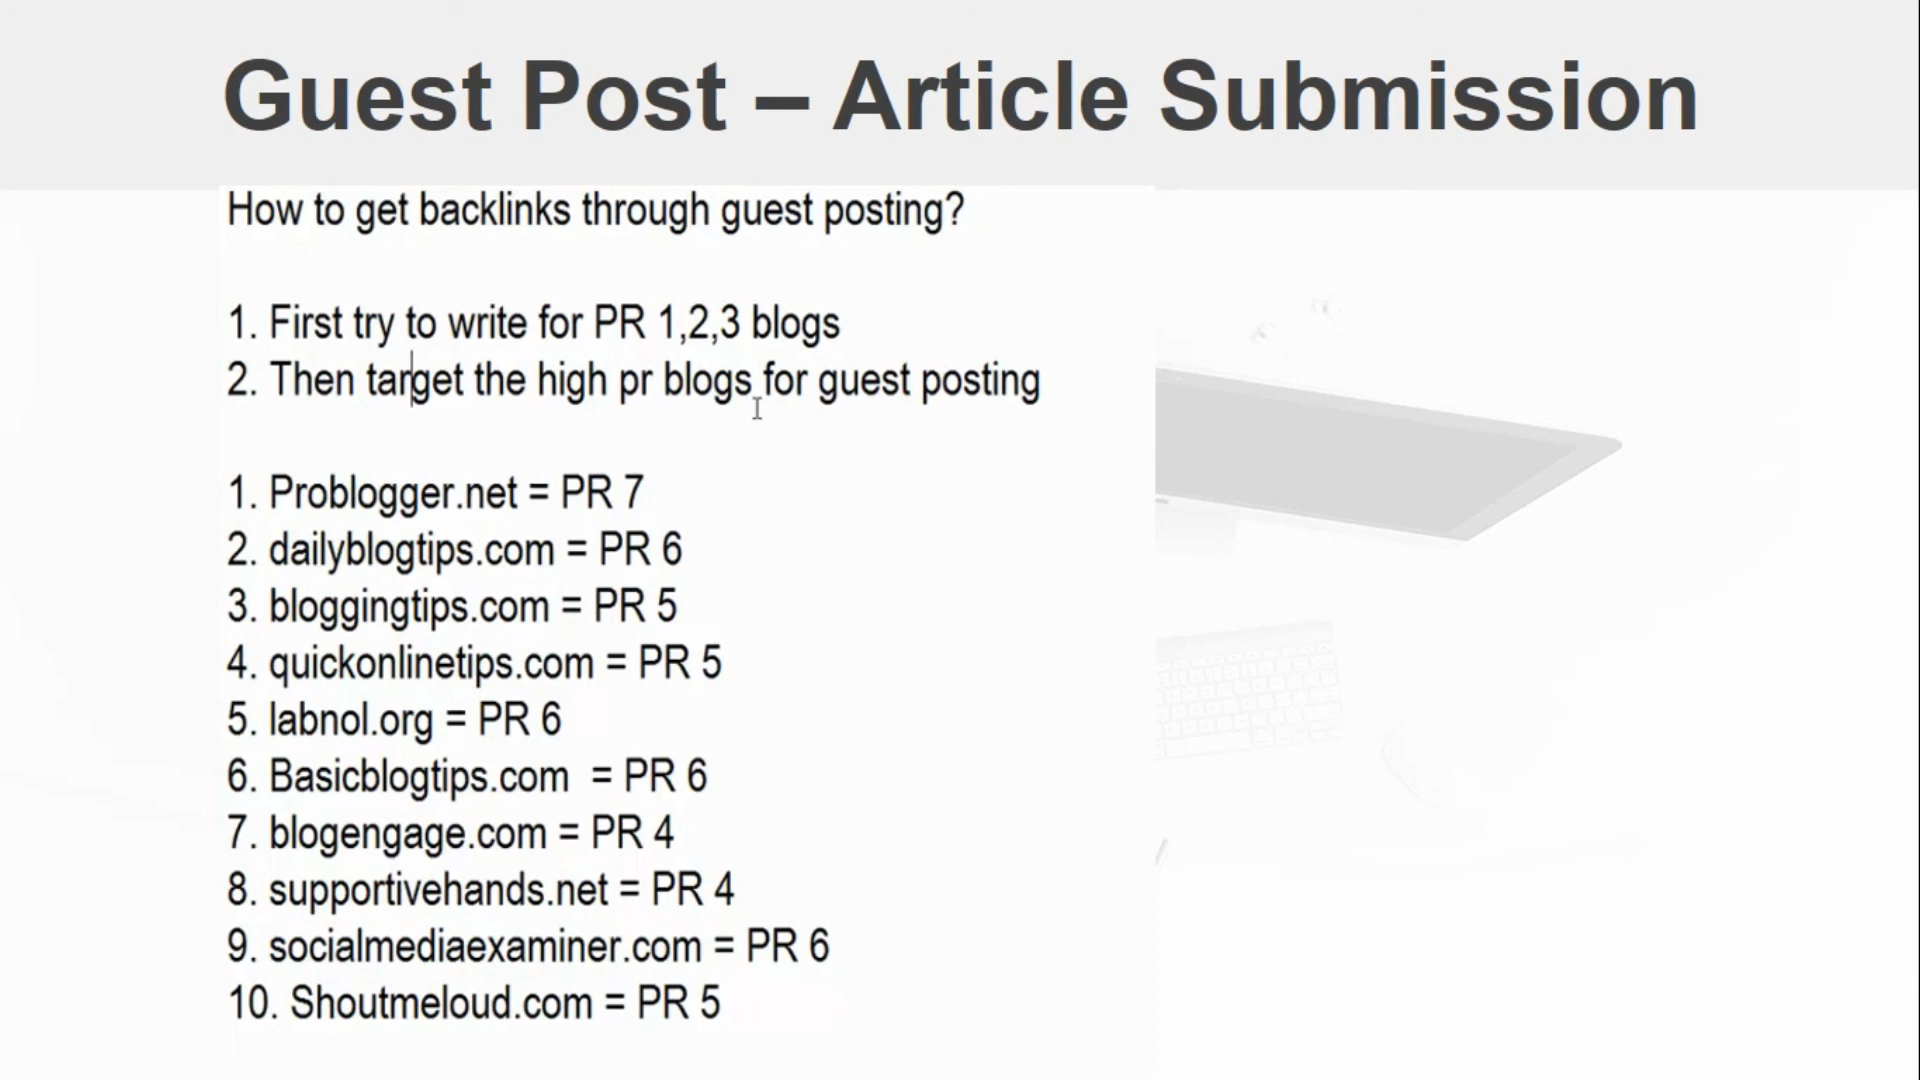 Guest Post – Article Submission
How to get backlinks through guest posting?
1. First try to write for PR 1,2,3 blogs
2. Then target the high pr blogs for guest posting
1. Problogger.net = PR 7
2. dailyblogtips.com = PR 6
3. bloggingtips.com = PR 5
4. quickonlinetips.com = PR 5
5. labnol.org = PR 6
6. Basicblogtips.com  = PR 6
7. blogengage.com = PR 4
8. supportivehands.net = PR 4
9. socialmediaexaminer.com = PR 6
10. Shoutmeloud.com = PR 5